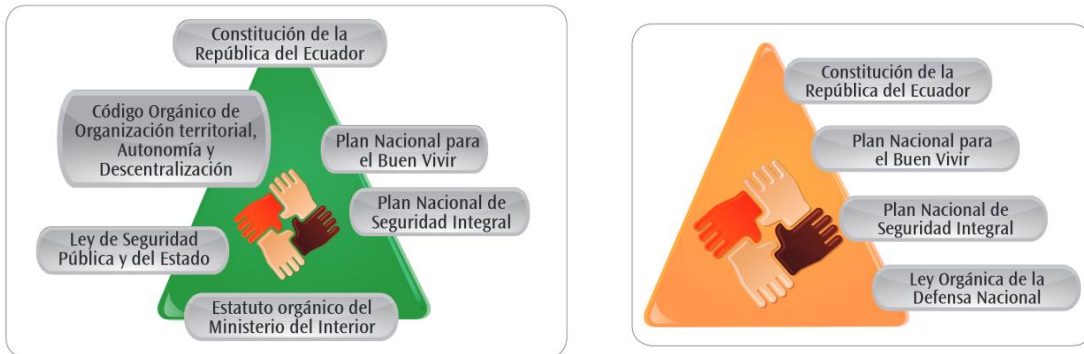 Constitución de la
República del Ecuador
Código Orgánico de
Organización territorial,
Autonomía y
Descentralización
Plan Nacional para
el Buen Vivir
Plan Nacional de
Seguridad Integral
Ley de Seguridad
Pública y del Estado
Estatuto orgánico del
Ministerio del Interior
Constitución de la
República del Ecuador
Plan Nacional para
el Buen Vivir
Plan Nacional de
Seguridad Integral
Ley Orgánica de la
Defensa Nacional